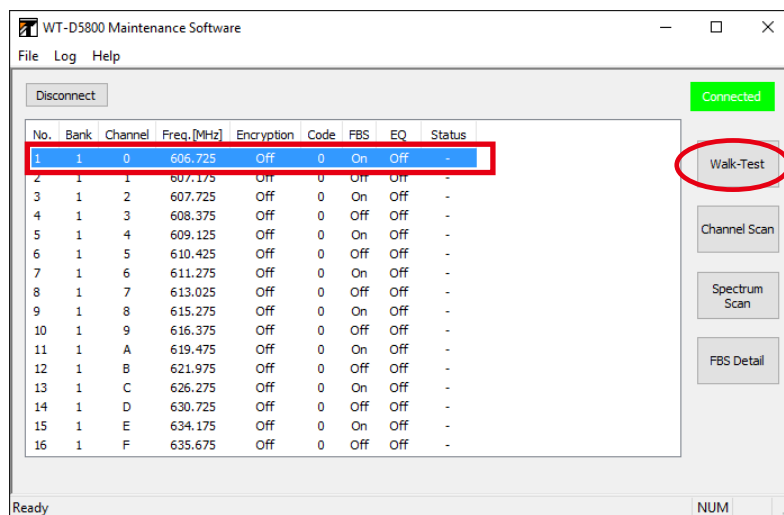 WT-D5800 Maintenance Software
File Log Help
Disconnect
Connected
No. Bank Channel Freq.[MHz] Encryption Code FBS EQ Status
1 1 0 606.725 Off 0 On Off -
2 1 1 607.175 Off 0 Off Off -
3 1 2 607.725 Off 0 On Off -
4 1 3 608.375 Off 0 Off Off -
5 1 4 609.125 Off 0 On Off -
6 1 5 610.425 Off 0 Off Off -
7 1 6 611.275 Off 0 On Off -
8 1 7 613.025 Off 0 Off Off -
9 1 8 615.275 Off 0 On Off -
10 1 9 616.375 Off 0 Off Off -
11 1 A 619.475 Off 0 On Off -
12 1 B 621.975 Off 0 Off Off -
13 1 C 626.275 Off 0 On Off -
14 1 D 630.725 Off 0 Off Off -
15 1 E 634.175 Off 0 On Off -
16 1 F 635.675 Off 0 Off Off -
Walk-Test
Channel Scan
Spectrum
Scan
FBS Detail
Ready
NUM